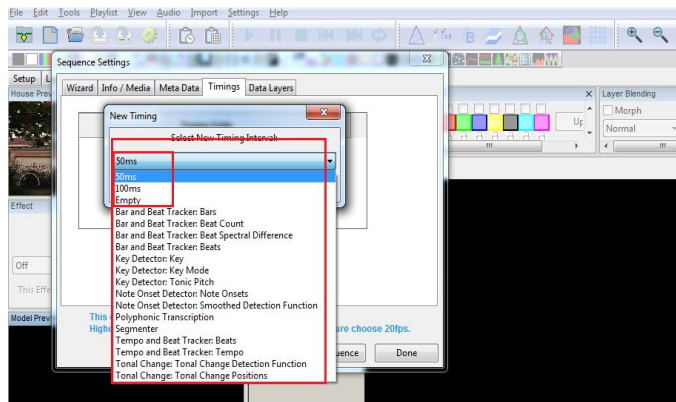 File Edit Tools Playlist View Audio Import Settings Help
Sequence Settings
Setup
House Prev
Wizard Info / Media Meta Data Timings Data Layers
Layer Blending
New Timing
Morph
Select New Timing Interval:
Normal
50ms
50ms
100ms
Empty
Bar and Beat Tracker: Bars
Effect
Bar and Beat Tracker: Beat Count
Bar and Beat Tracker: Beat Spectral Difference
Bar and Beat Tracker: Beats
Key Detector: Key
Off
Key Detector: Key Mode
Key Detector: Tonic Pitch
This Effe
Note Onset Detector: Note Onsets
Note Onset Detector: Smoothed Detection Function
Model Prev
This
Polyphonic Transcription
Highe
Segmenter
ure choose 20fps.
Tempo and Beat Tracker: Beats
Tempo and Beat Tracker: Tempo
uence Done
Tonal Change: Tonal Change Detection Function
Tonal Change: Tonal Change Positions